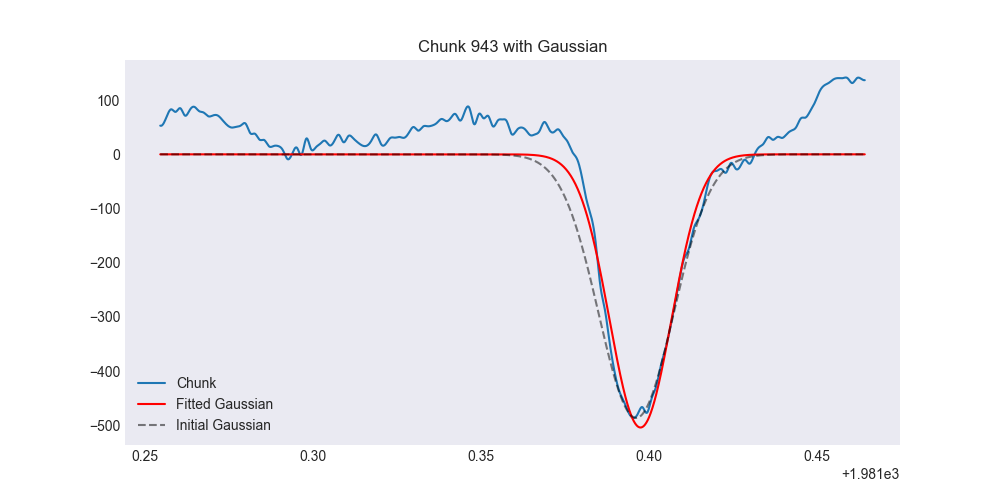 Chunk 943 with Gaussian
100
0
−100
−200
−300
−400
−500
Chunk
Fitted Gaussian
Initial Gaussian
0.25 0.30 0.35 0.40 0.45
+1.981e3